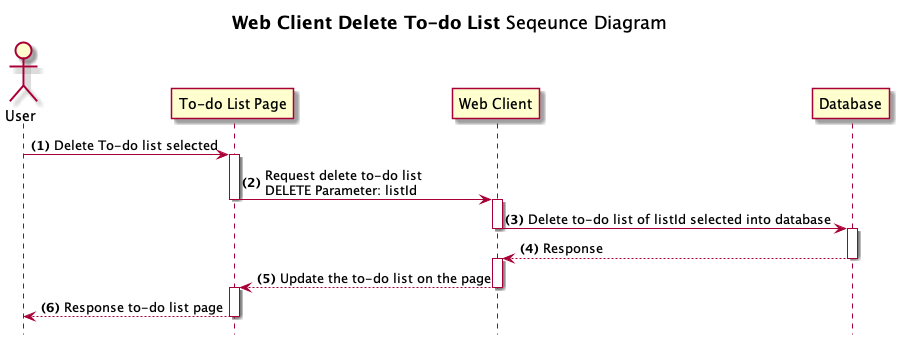 Web Client Delete To-do List Seqeunce Diagram
User
To-do List Page
Web Client
Database
(1) Delete To-do list selected
(2) Request delete to-do list
DELETE Parameter: listId
(3) Delete to-do list of listId selected into database
(4) Response
(5) Update the to-do list on the page
(6) Response to-do list page